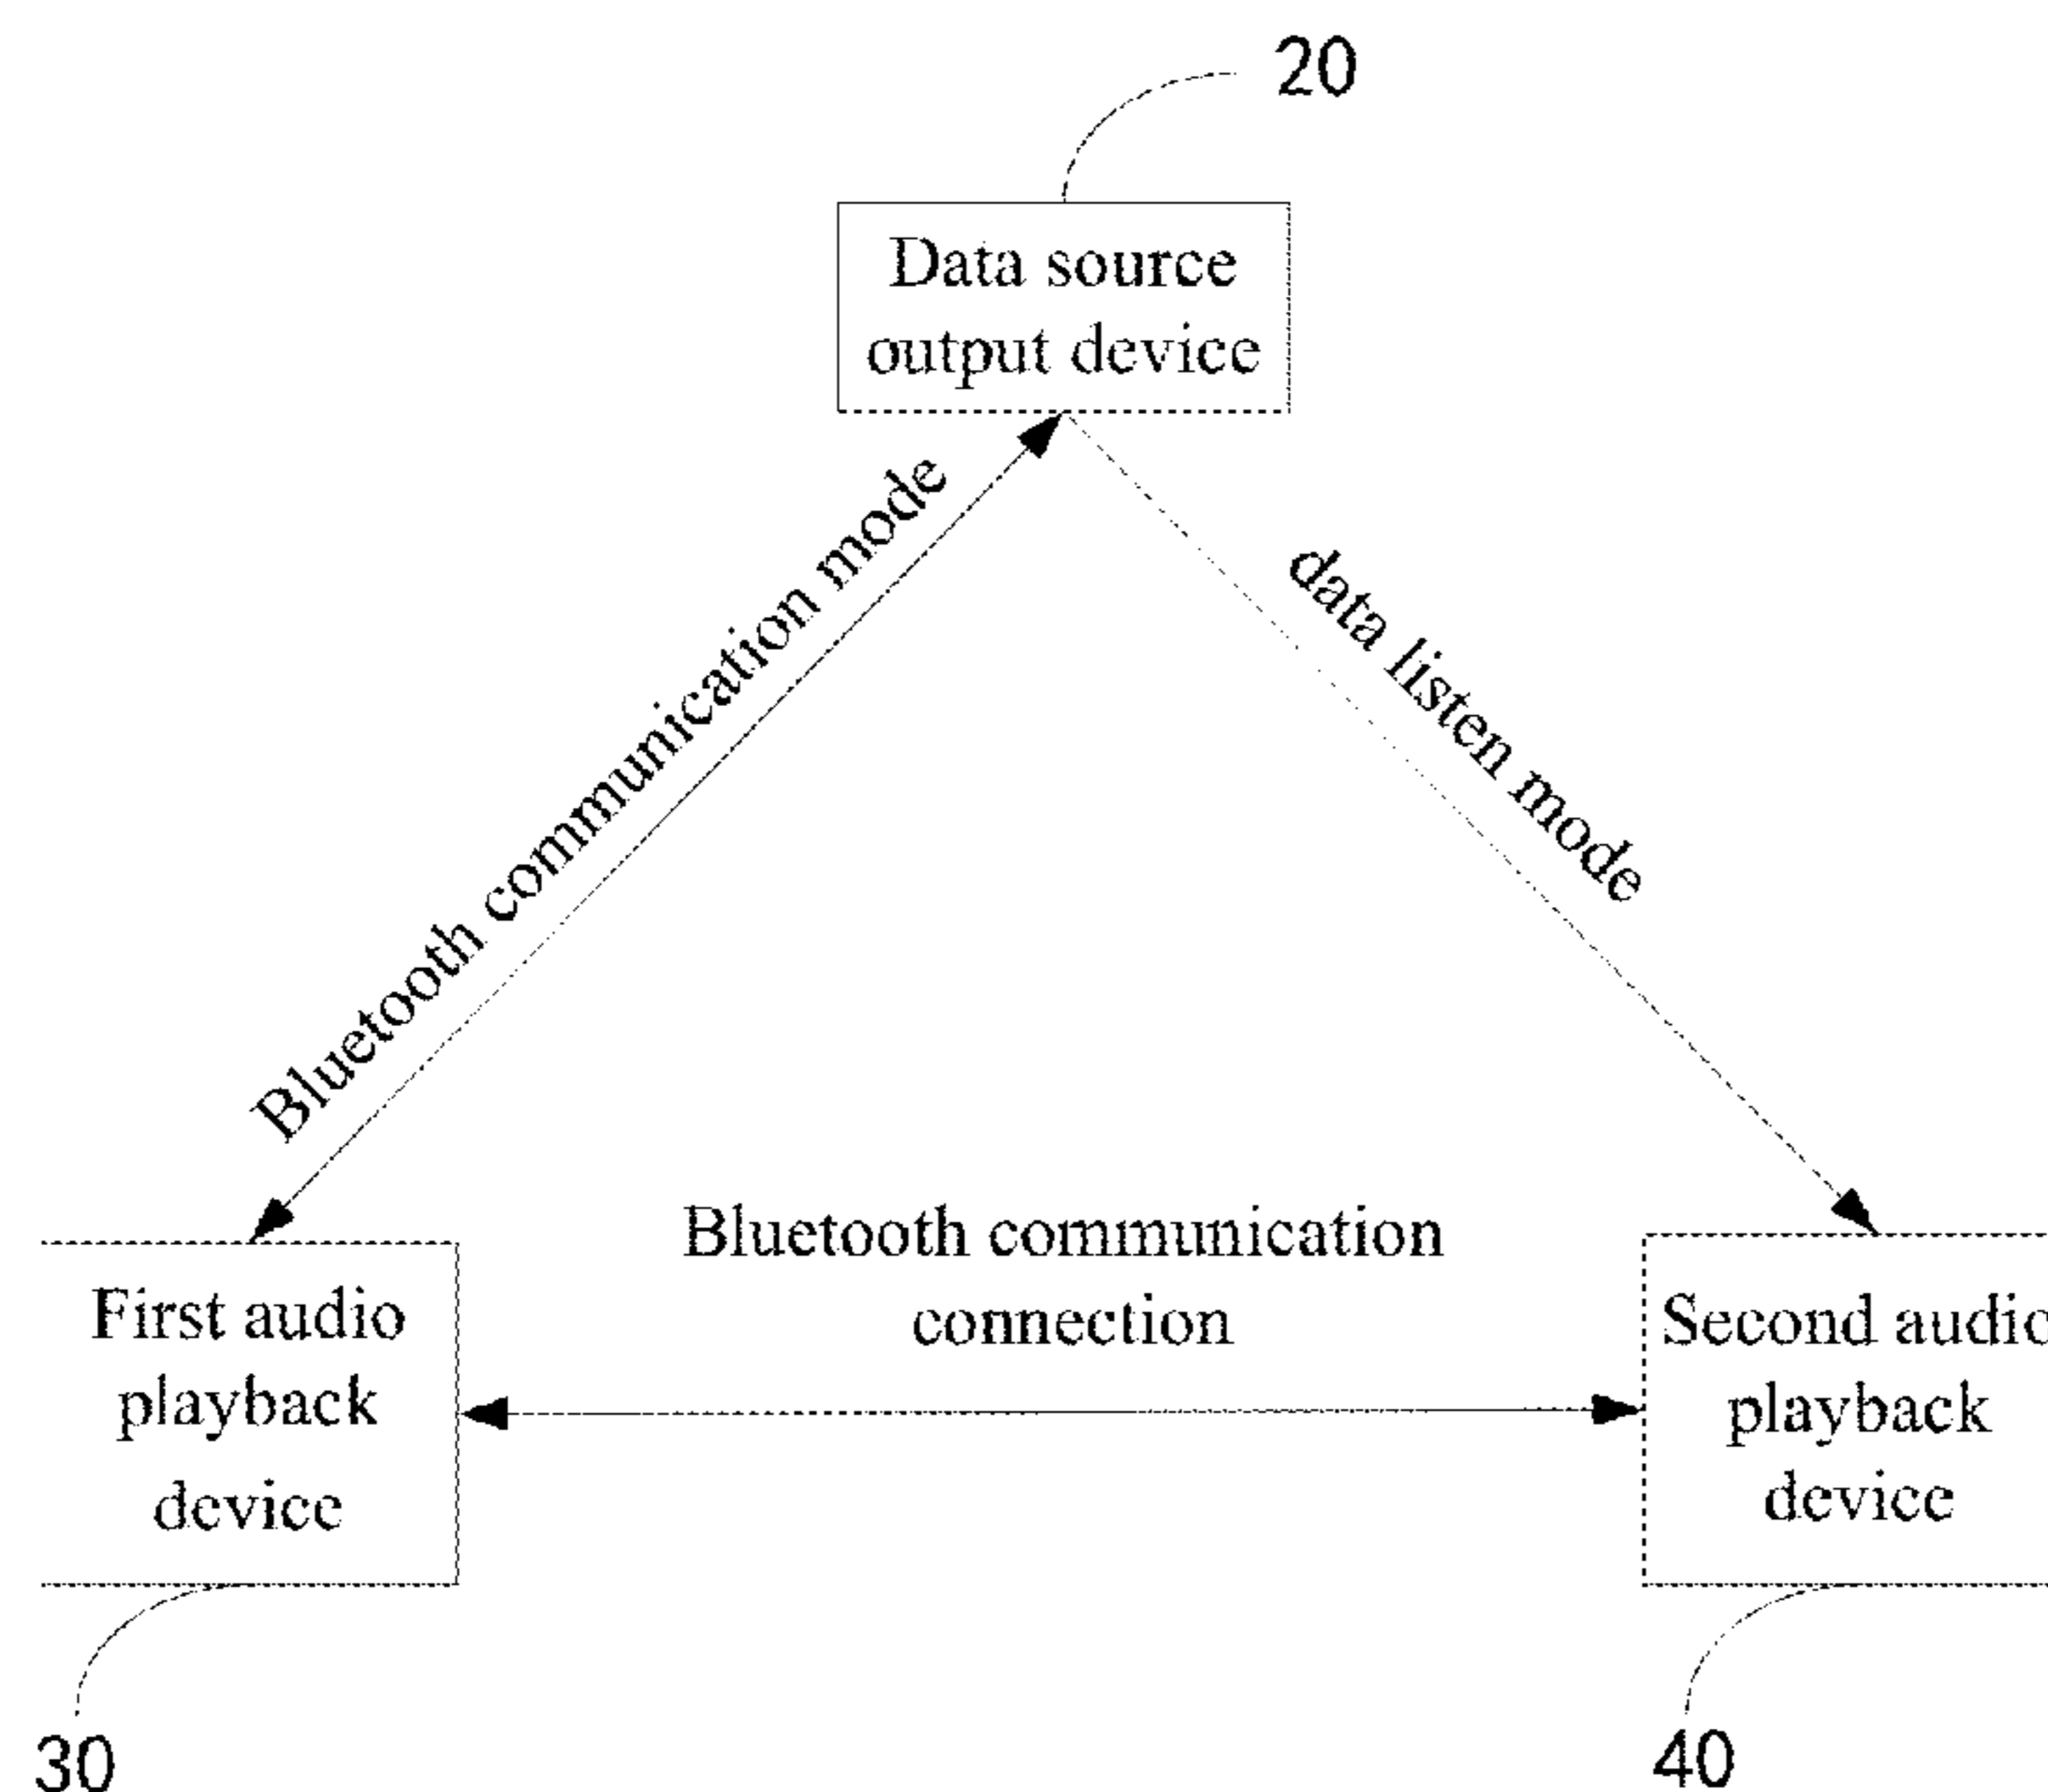 20
Data source
output device
Bluetooth communication mode
data listen mode
Bluetooth communication
connection
First audio
playback
device
Second audio
playback
device
30
40